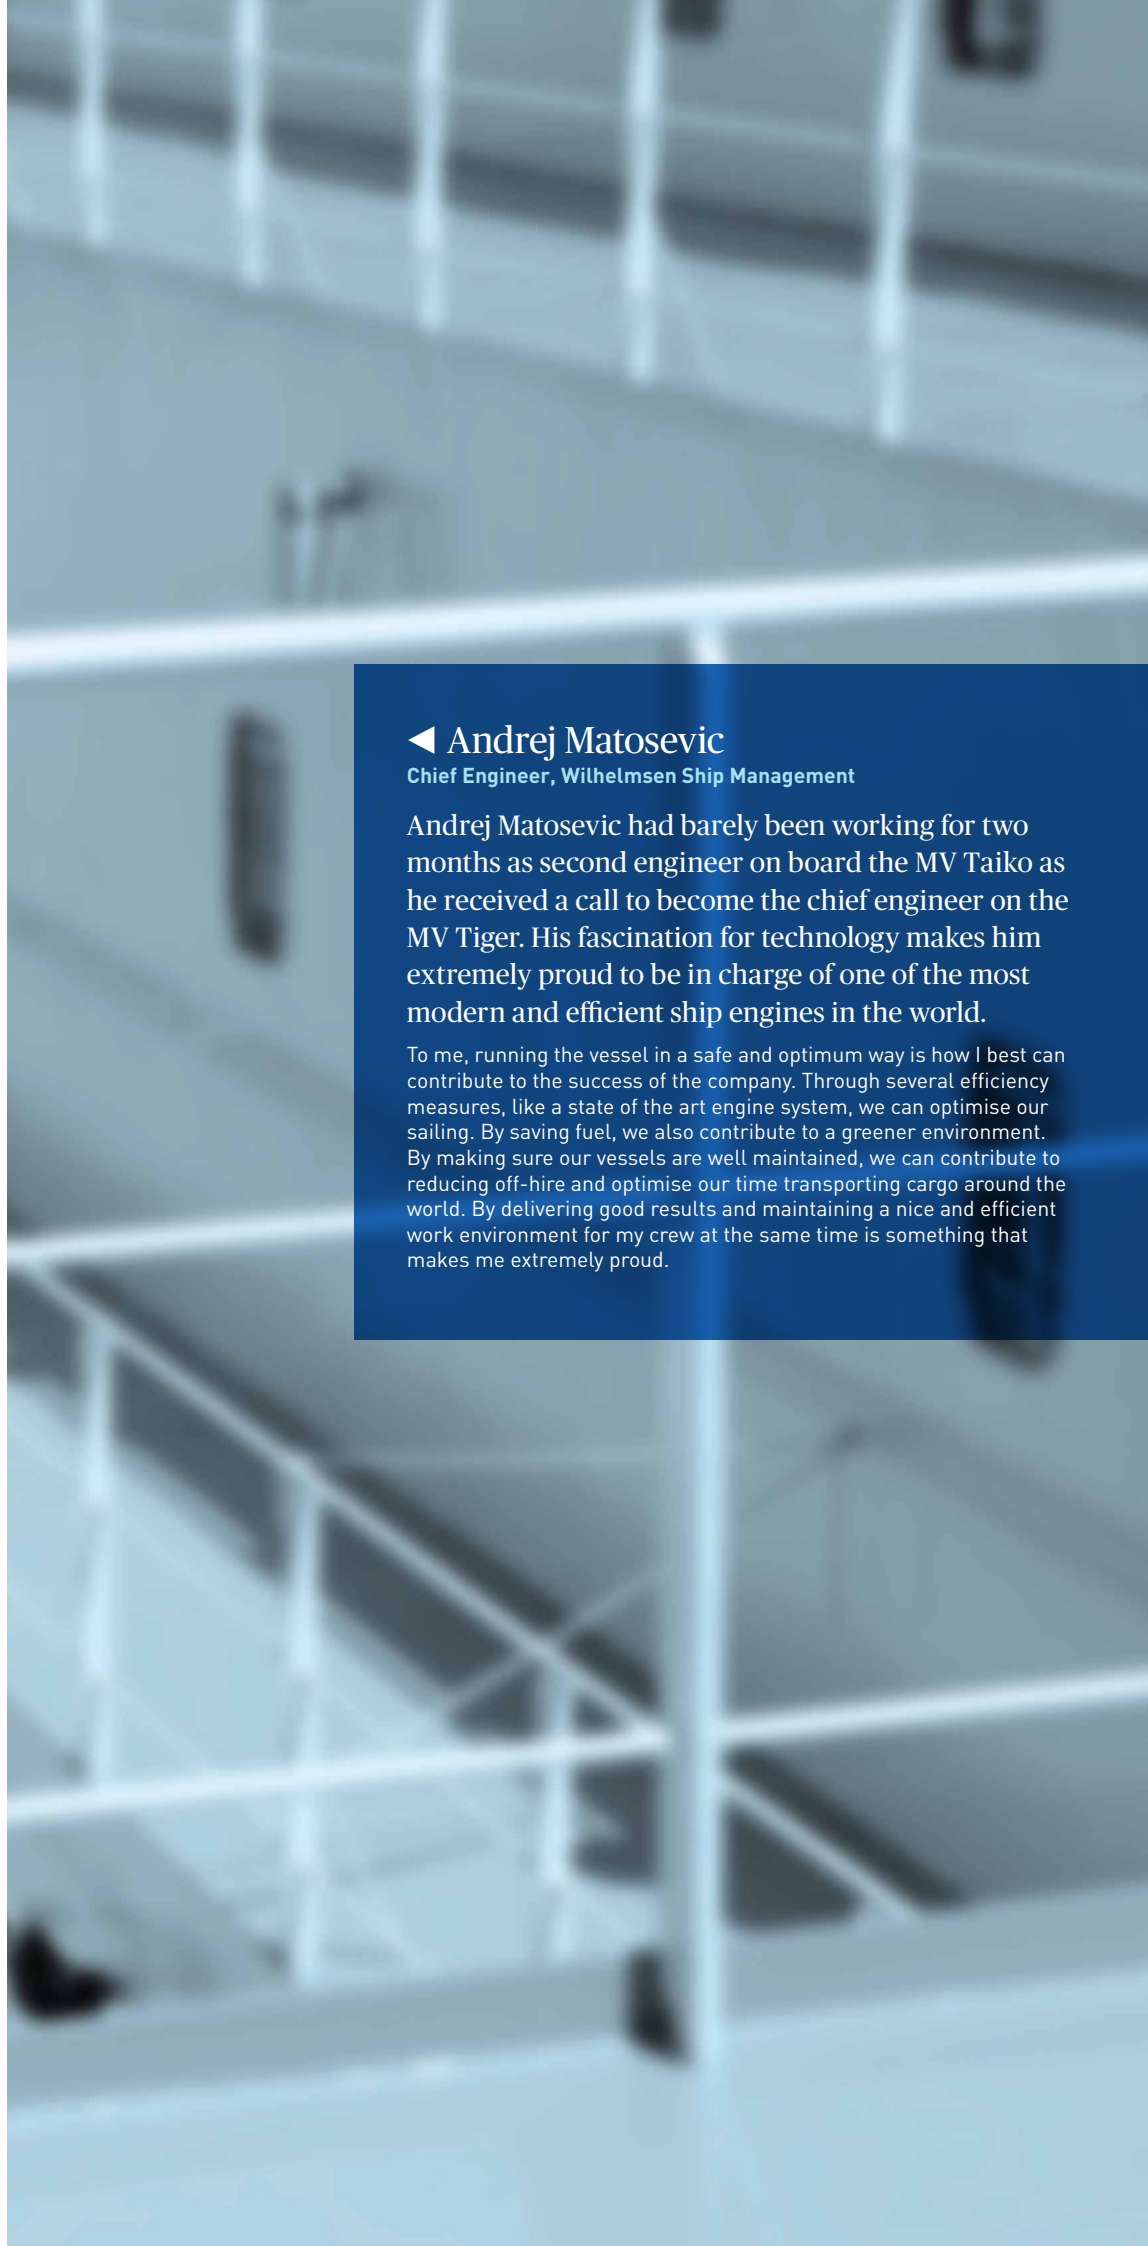 ◀ Andrej Matosevic
Chief Engineer, Wilhelmsen Ship Management
Andrej Matosevic had barely been working for two
months as second engineer on board the MV Taiko as
he received a call to become the chief engineer on the
MV Tiger. His fascination for technology makes him
extremely proud to be in charge of one of the most
modern and efficient ship engines in the world.
To me, running the vessel in a safe and optimum way is how I best can
contribute to the success of the company. Through several efficiency
measures, like a state of the art engine system, we can optimise our
sailing. By saving fuel, we also contribute to a greener environment.
By making sure our vessels are well maintained, we can contribute to
reducing off-hire and optimise our time transporting cargo around the
world. By delivering good results and maintaining a nice and efficient
work environment for my crew at the same time is something that
makes me extremely proud.